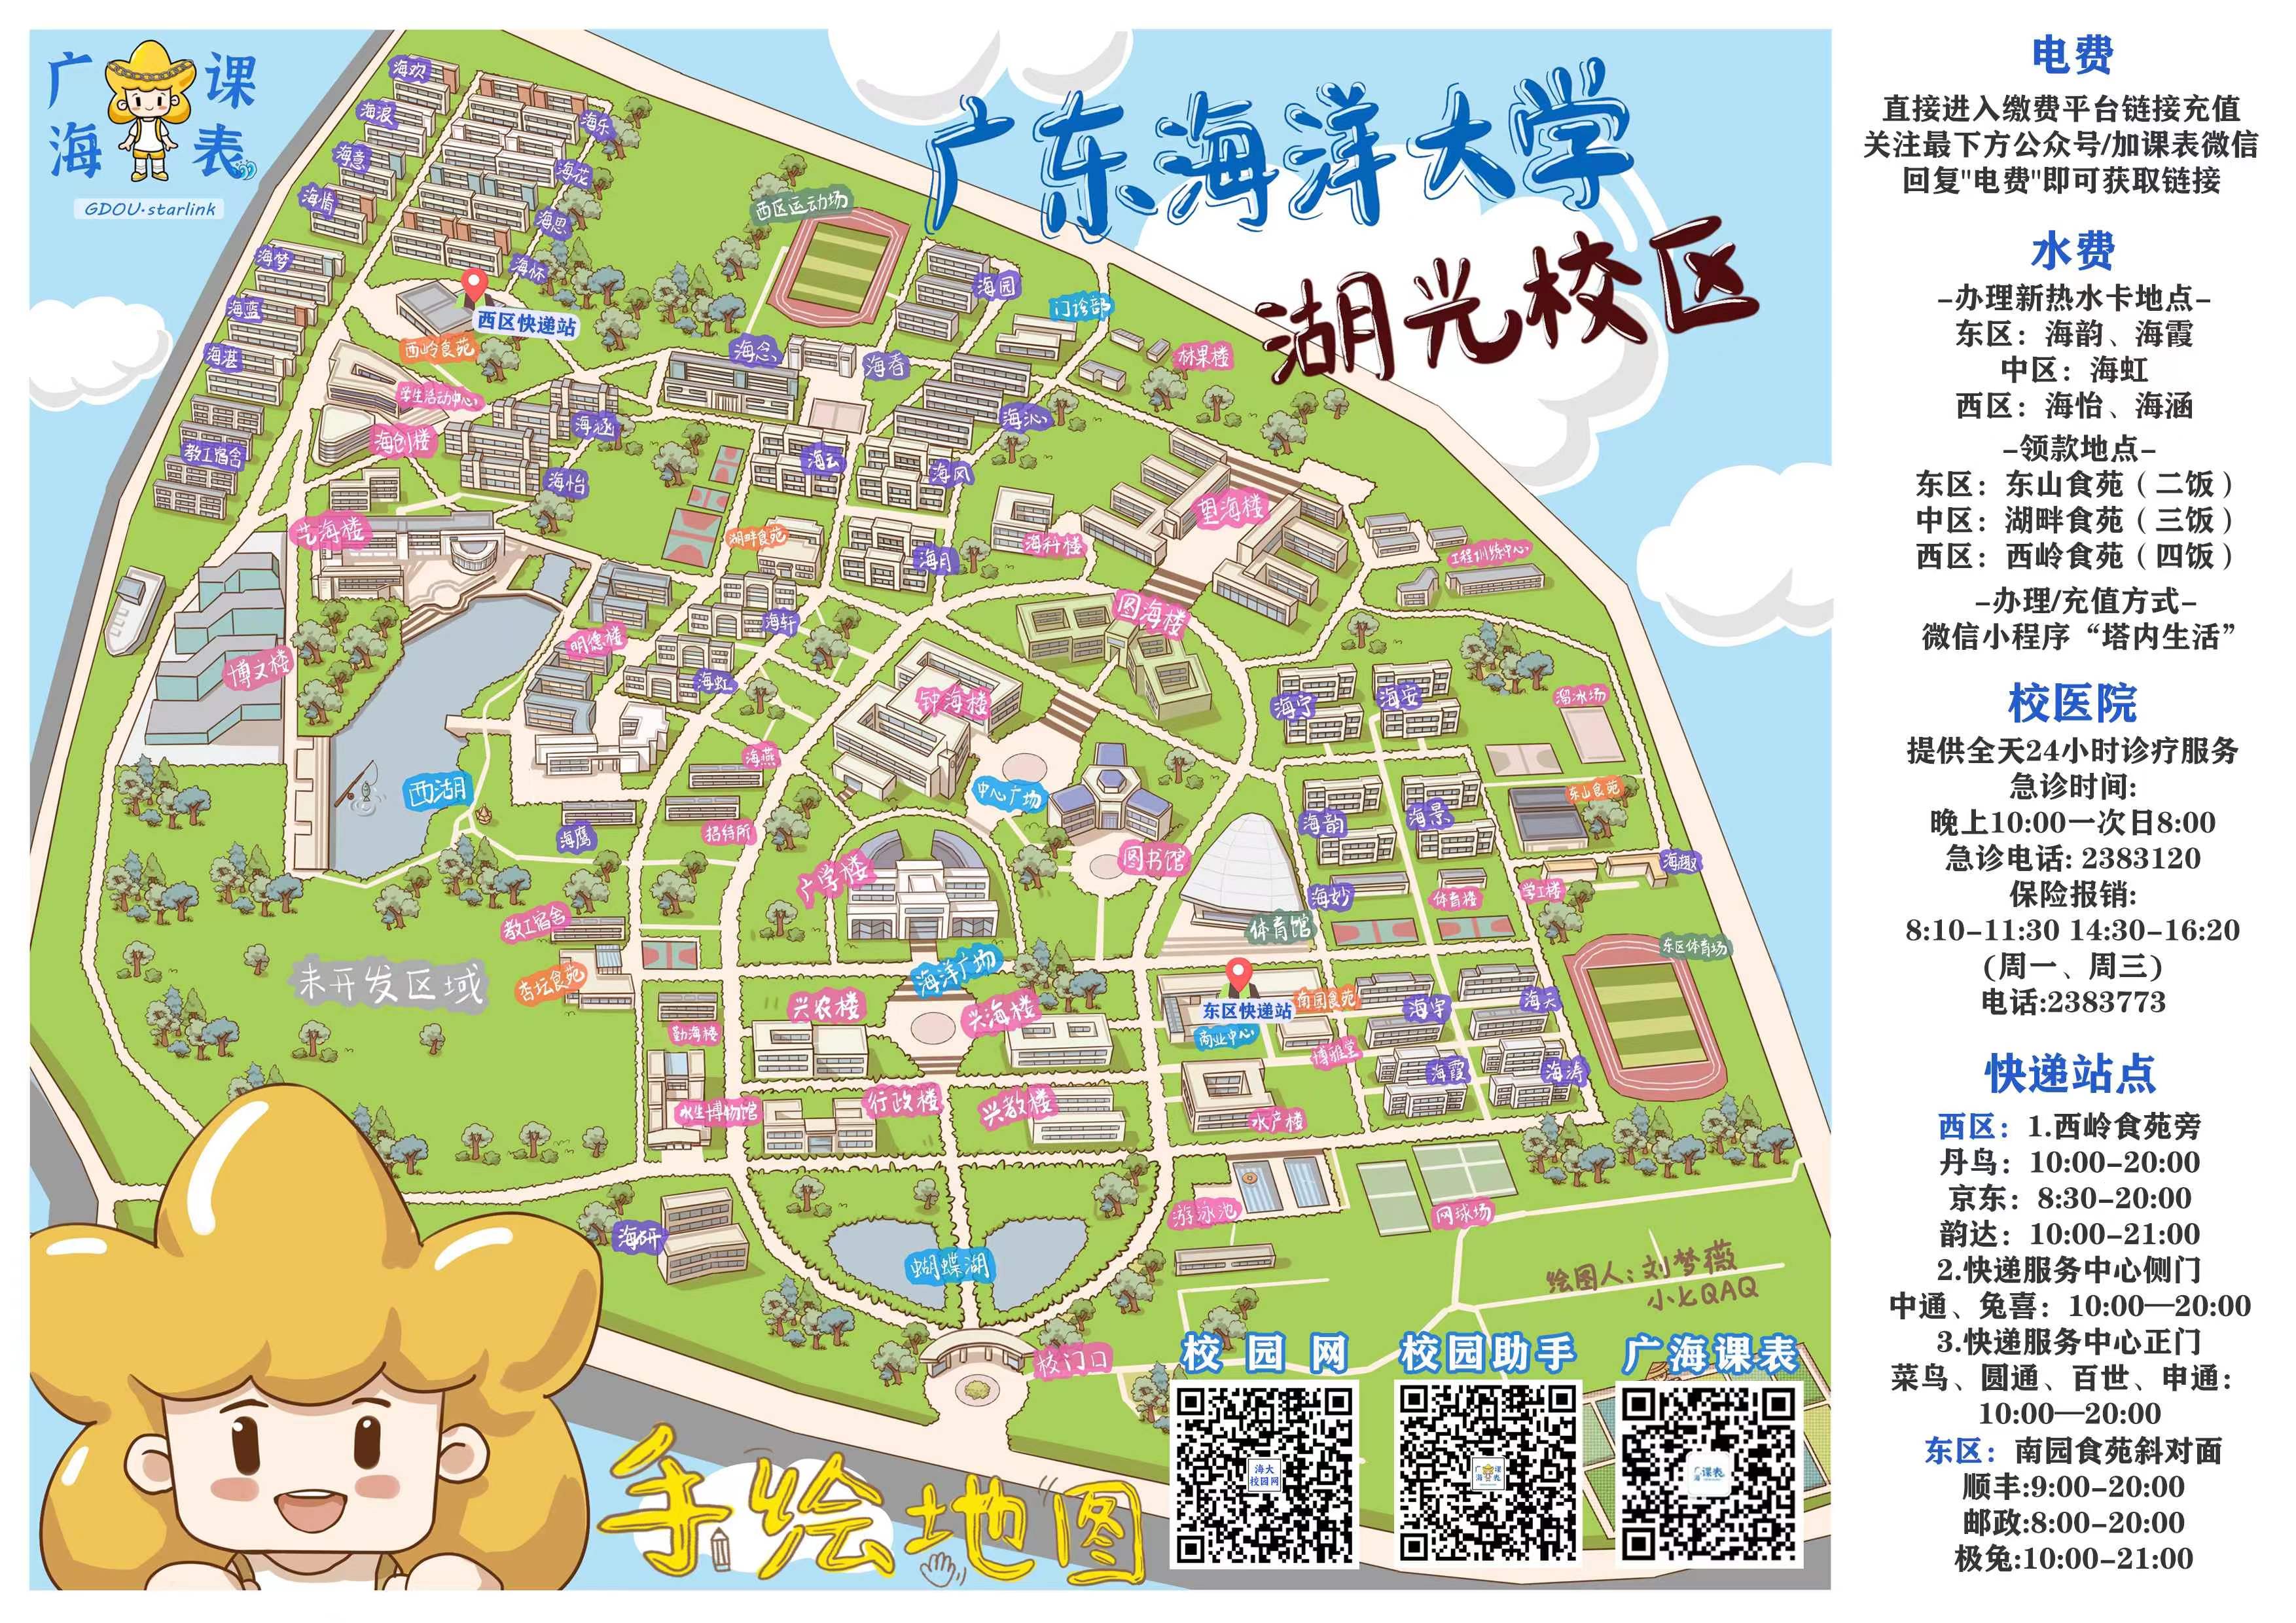 广海
课表
GDOU·starlink
广东海洋大学
湖光校区
海欢
海浪
海乐
海意
海花
海情
海思
海梦
海怀
西区运动场
海园
门诊部
海蓝
西区快递站
西岭食苑
海念
海春
林果楼
海湛
学生活动中心
海沁
海创楼
海涵
教工宿舍
海云
海风
海怡
望海楼
艺海楼
湖畔食苑
海科楼
海月
工程训练中心
图海楼
海轩
明德楼
博文楼
海虹
钟海楼
海宁
海安
溜冰场
海燕
西湖
中心广场
东山食苑
海鹰
招待所
海韵
海景
图书馆
海趣
广学楼
海妙
体育楼
学工楼
教工宿舍
体育馆
东区体育场
未开发区域
杏坛食苑
海洋广场
东区快递站
南园食苑
海宇
海天
兴农楼
兴海楼
商业中心
勤海楼
博雅堂
海霞
海涛
水生博物馆
行政楼
兴教楼
水产楼
游泳池
网球场
海研
蝴蝶湖
绘图人：刘梦薇
小七QAQ
校门口
校园网
校园助手
广海课表
海大
校园网
广海课表
广海课表
手绘地图
电费
直接进入缴费平台链接充值
关注最下方公众号/加课表微信
回复"电费"即可获取链接
水费
-办理新热水卡地点-
东区：海韵、海霞
中区：海虹
西区：海怡、海涵
-领款地点-
东区：东山食苑（二饭）
中区：湖畔食苑（三饭）
西区：西岭食苑（四饭）
-办理/充值方式-
微信小程序“塔内生活”
校医院
提供全天24小时诊疗服务
急诊时间:
晚上10:00一次日8:00
急诊电话: 2383120
保险报销:
8:10-11:30 14:30-16:20
(周一、周三)
电话:2383773
快递站点
西区：1.西岭食苑旁
丹鸟：10:00-20:00
京东：8:30-20:00
韵达：10:00-21:00
2.快递服务中心侧门
中通、兔喜：10:00—20:00
3.快递服务中心正门
菜鸟、圆通、百世、申通：
10:00—20:00
东区：南园食苑斜对面
顺丰:9:00-20:00
邮政:8:00-20:00
极兔:10:00-21:00